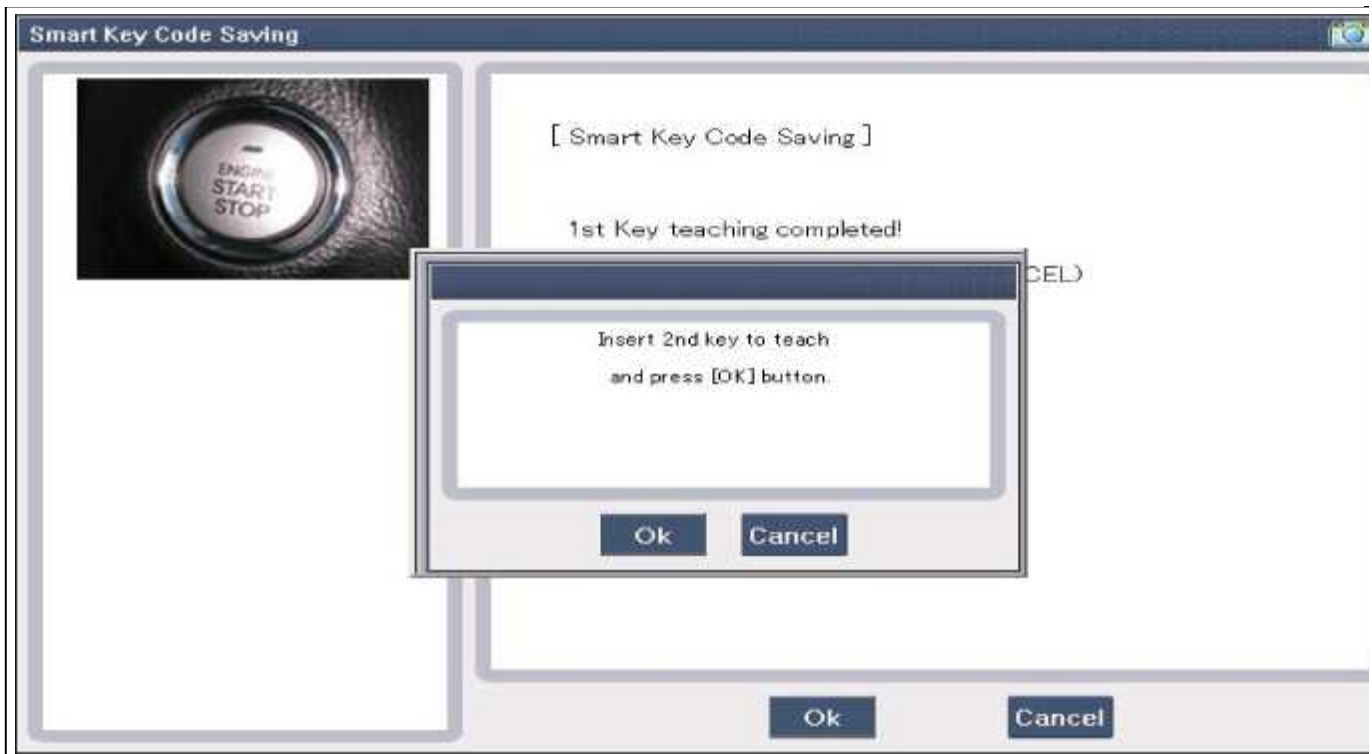 Smart Key Code Saving
ENGINE
START
STOP
[ Smart Key Code Saving ]
1st Key teaching completed!
CEL)
Insert 2nd key to teach
and press [OK] button.
Ok
Cancel
Ok
Cancel